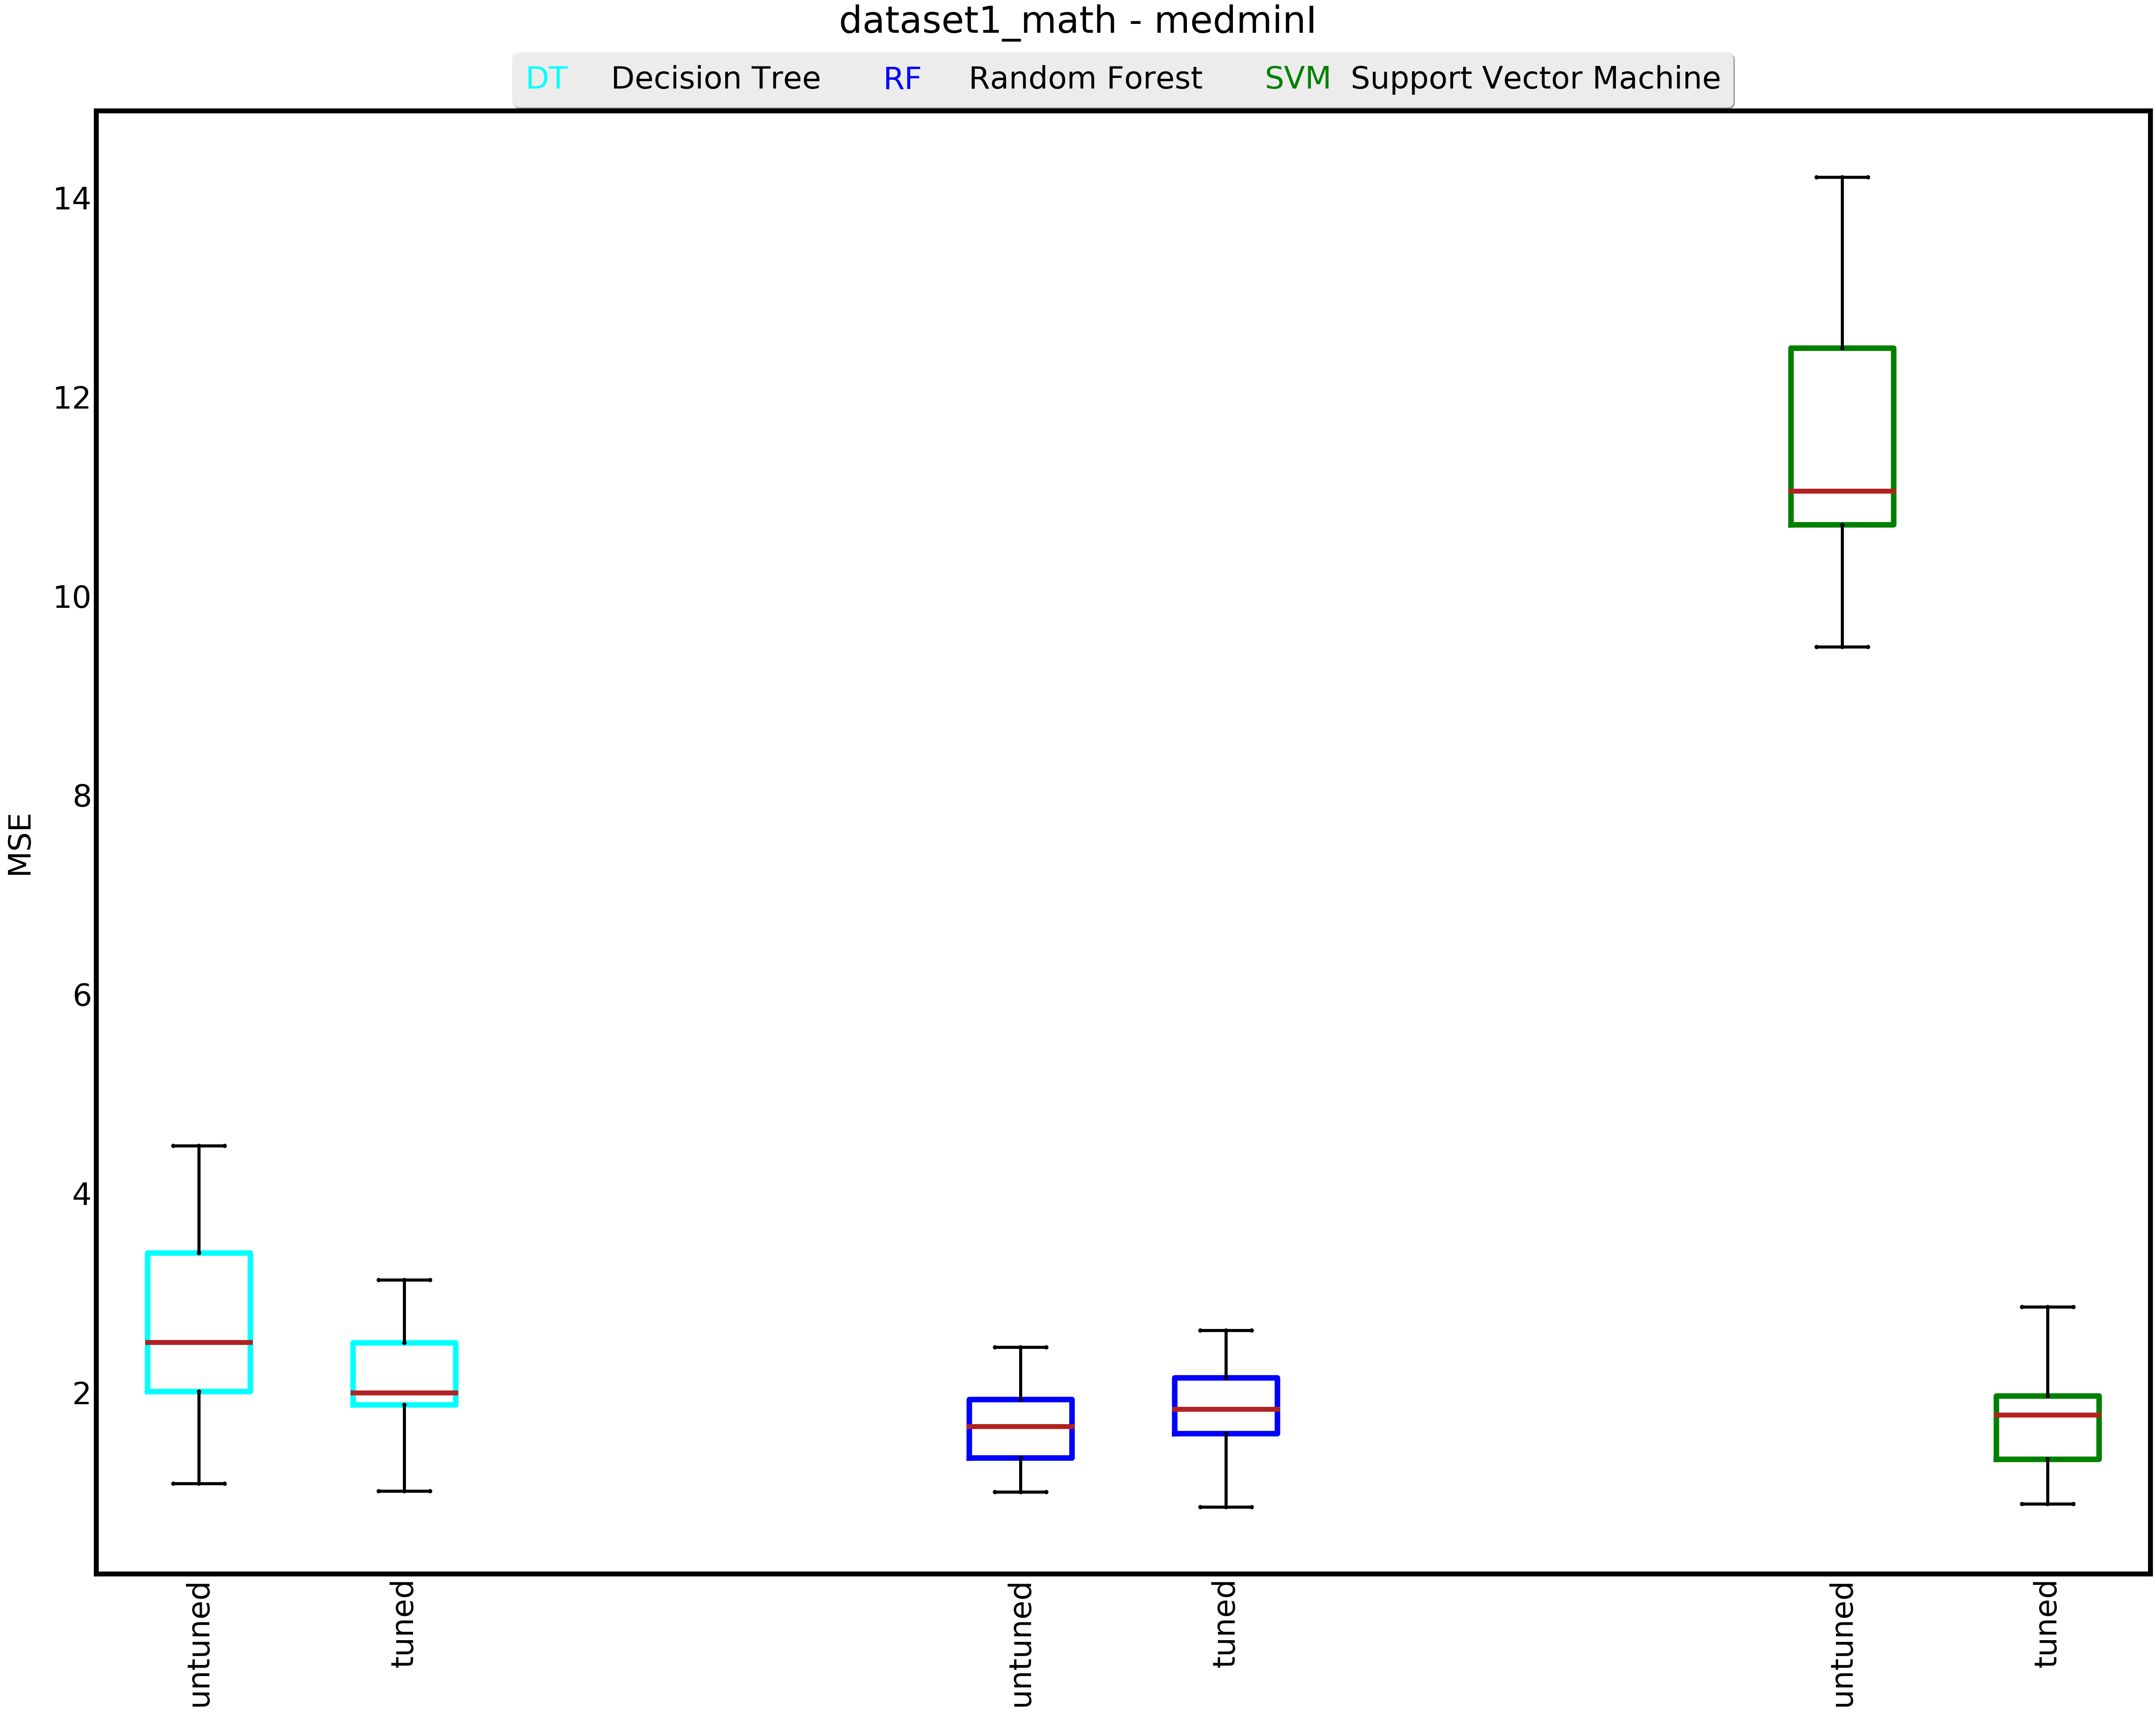 dataset1_math - medminI
DT Decision Tree RF Random Forest SVM Support Vector Machine
14
12
10
8
6
4
2
MSE
untuned
tuned
untuned
tuned
untuned
tuned